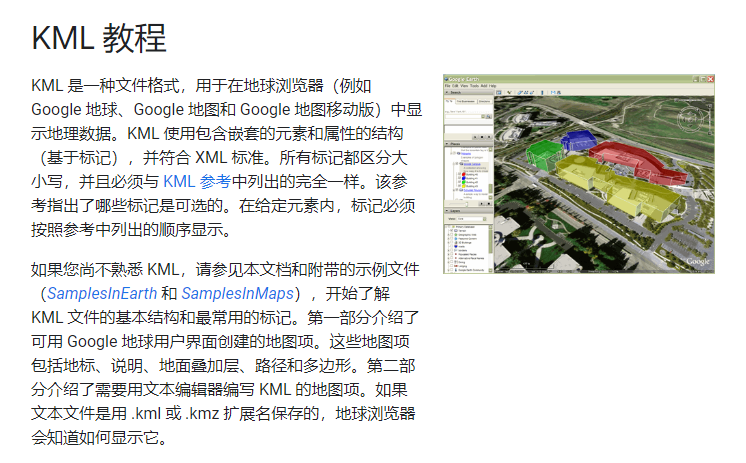 KML 教程
KML 是一种文件格式，用于在地球浏览器（例如
Google 地球、Google 地图和 Google 地图移动版）中显
示地理数据。KML 使用包含嵌套的元素和属性的结构
（基于标记），并符合 XML 标准。所有标记都区分大
小写，并且必须与 KML 参考中列出的完全一样。该参
考指出了哪些标记是可选的。在给定元素内，标记必须
按照参考中列出的顺序显示。
如果您尚不熟悉 KML，请参见本文档和附带的示例文件
（SamplesInEarth 和 SamplesInMaps），开始了解
KML 文件的基本结构和最常用的标记。第一部分介绍了
可用 Google 地球用户界面创建的地图项。这些地图项
包括地标、说明、地面叠加层、路径和多边形。第二部
分介绍了需要用文本编辑器编写 KML 的地图项。如果
文本文件是用 .kml 或 .kmz 扩展名保存的，地球浏览器
会知道如何显示它。
Google Earth
File Edit View Tools Add Help
Google